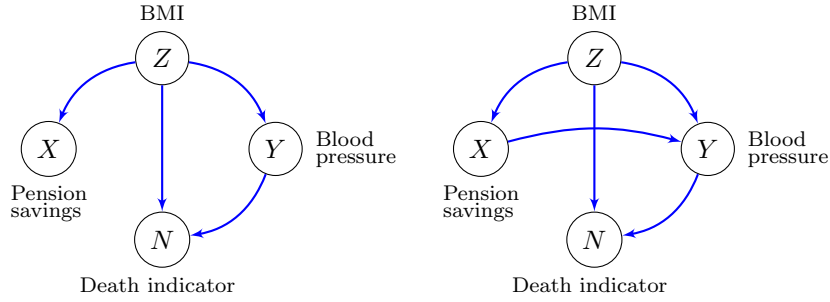 BMI
Z
X
Y
Blood
pressure
Pension
savings
N
Death indicator
BMI
Z
X
Y
Blood
pressure
Pension
savings
N
Death indicator